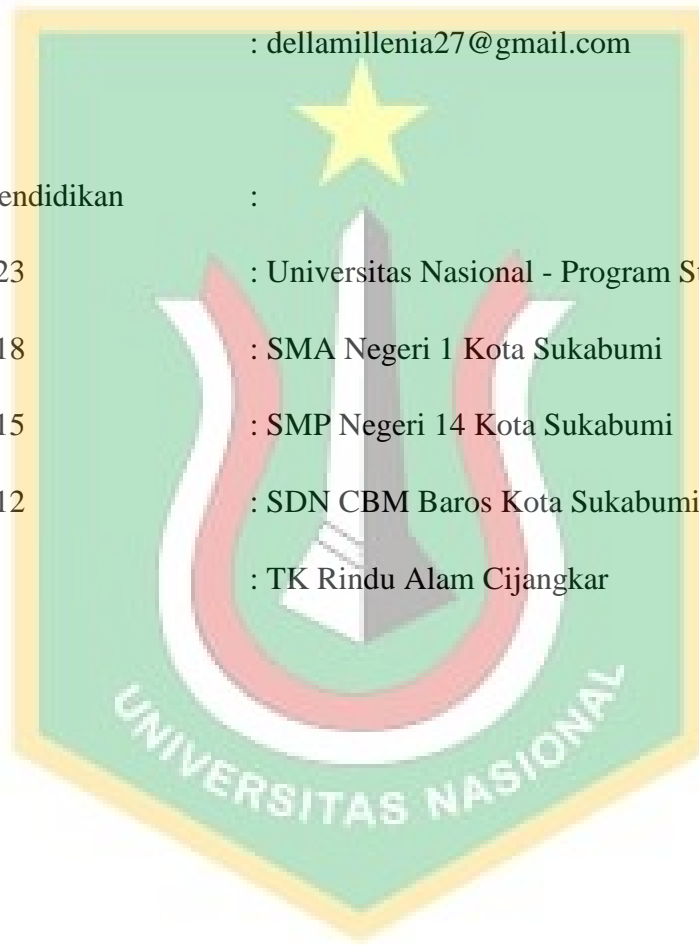 : dellamillenia27@gmail.com
endidikan :
23 : Universitas Nasional - Program S
18 : SMA Negeri 1 Kota Sukabumi
15 : SMP Negeri 14 Kota Sukabumi
12 : SDN CBM Baros Kota Sukabumi
: TK Rindu Alam Cijangkar
UNIVERSITAS NASIONAL